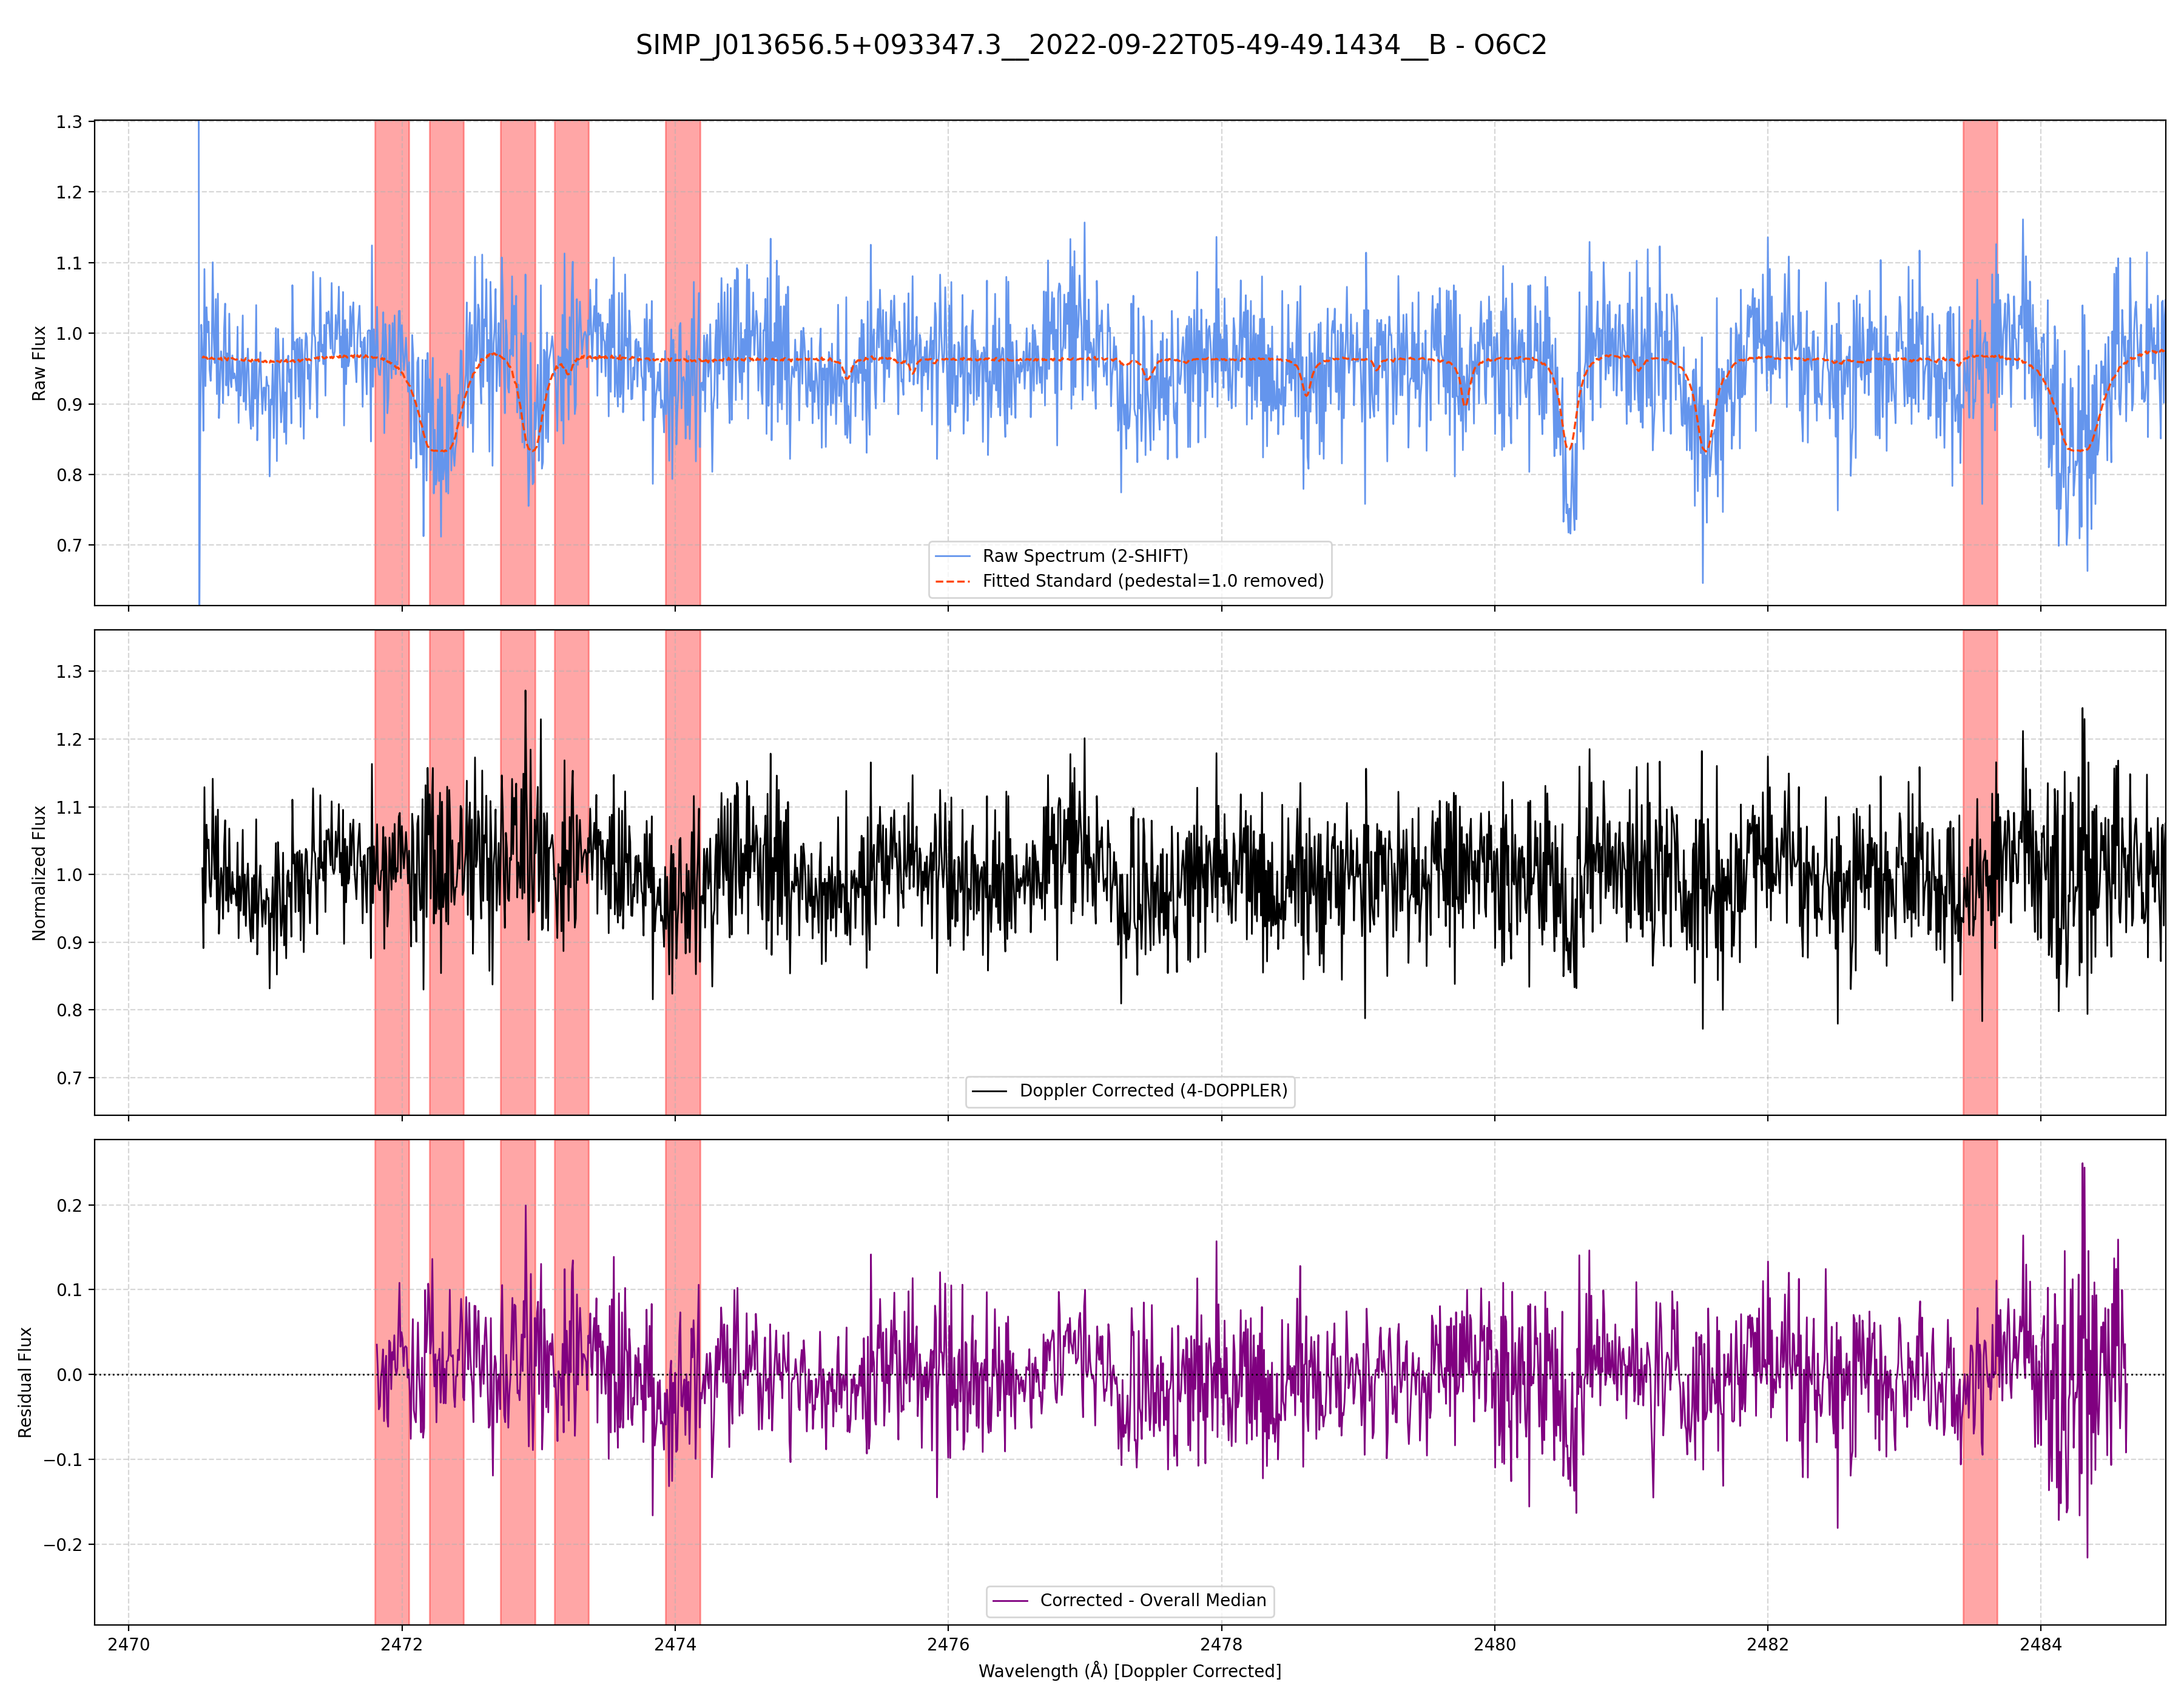 SIMP_J013656.5+093347.3__2022-09-22T05-49-49.1434__B - O6C2
1.3
1.2
1.1
1.0
0.9
0.8
0.7
Raw Flux
Raw Spectrum (2-SHIFT)
Fitted Standard (pedestal=1.0 removed)
1.3
1.2
1.1
1.0
0.9
0.8
0.7
Normalized Flux
Doppler Corrected (4-DOPPLER)
0.2
0.1
0.0
−0.1
−0.2
Residual Flux
Corrected - Overall Median
2470 2472 2474 2476 2478 2480 2482 2484
Wavelength (Å) [Doppler Corrected]